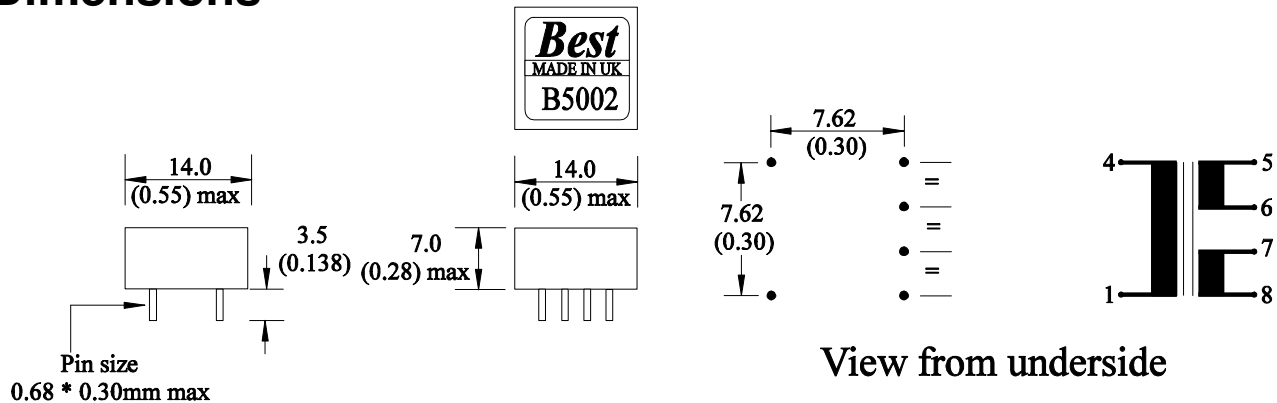 Dimensions
Best
MADE IN UK
B5002
14.0
(0.55) max
3.5
(0.138)
Pin size
0.68 * 0.30mm max
14.0
(0.55) max
7.0
(0.28) max
7.62
(0.30)
7.62
(0.30)
=
=
=
4
1
5
6
7
8
View from underside